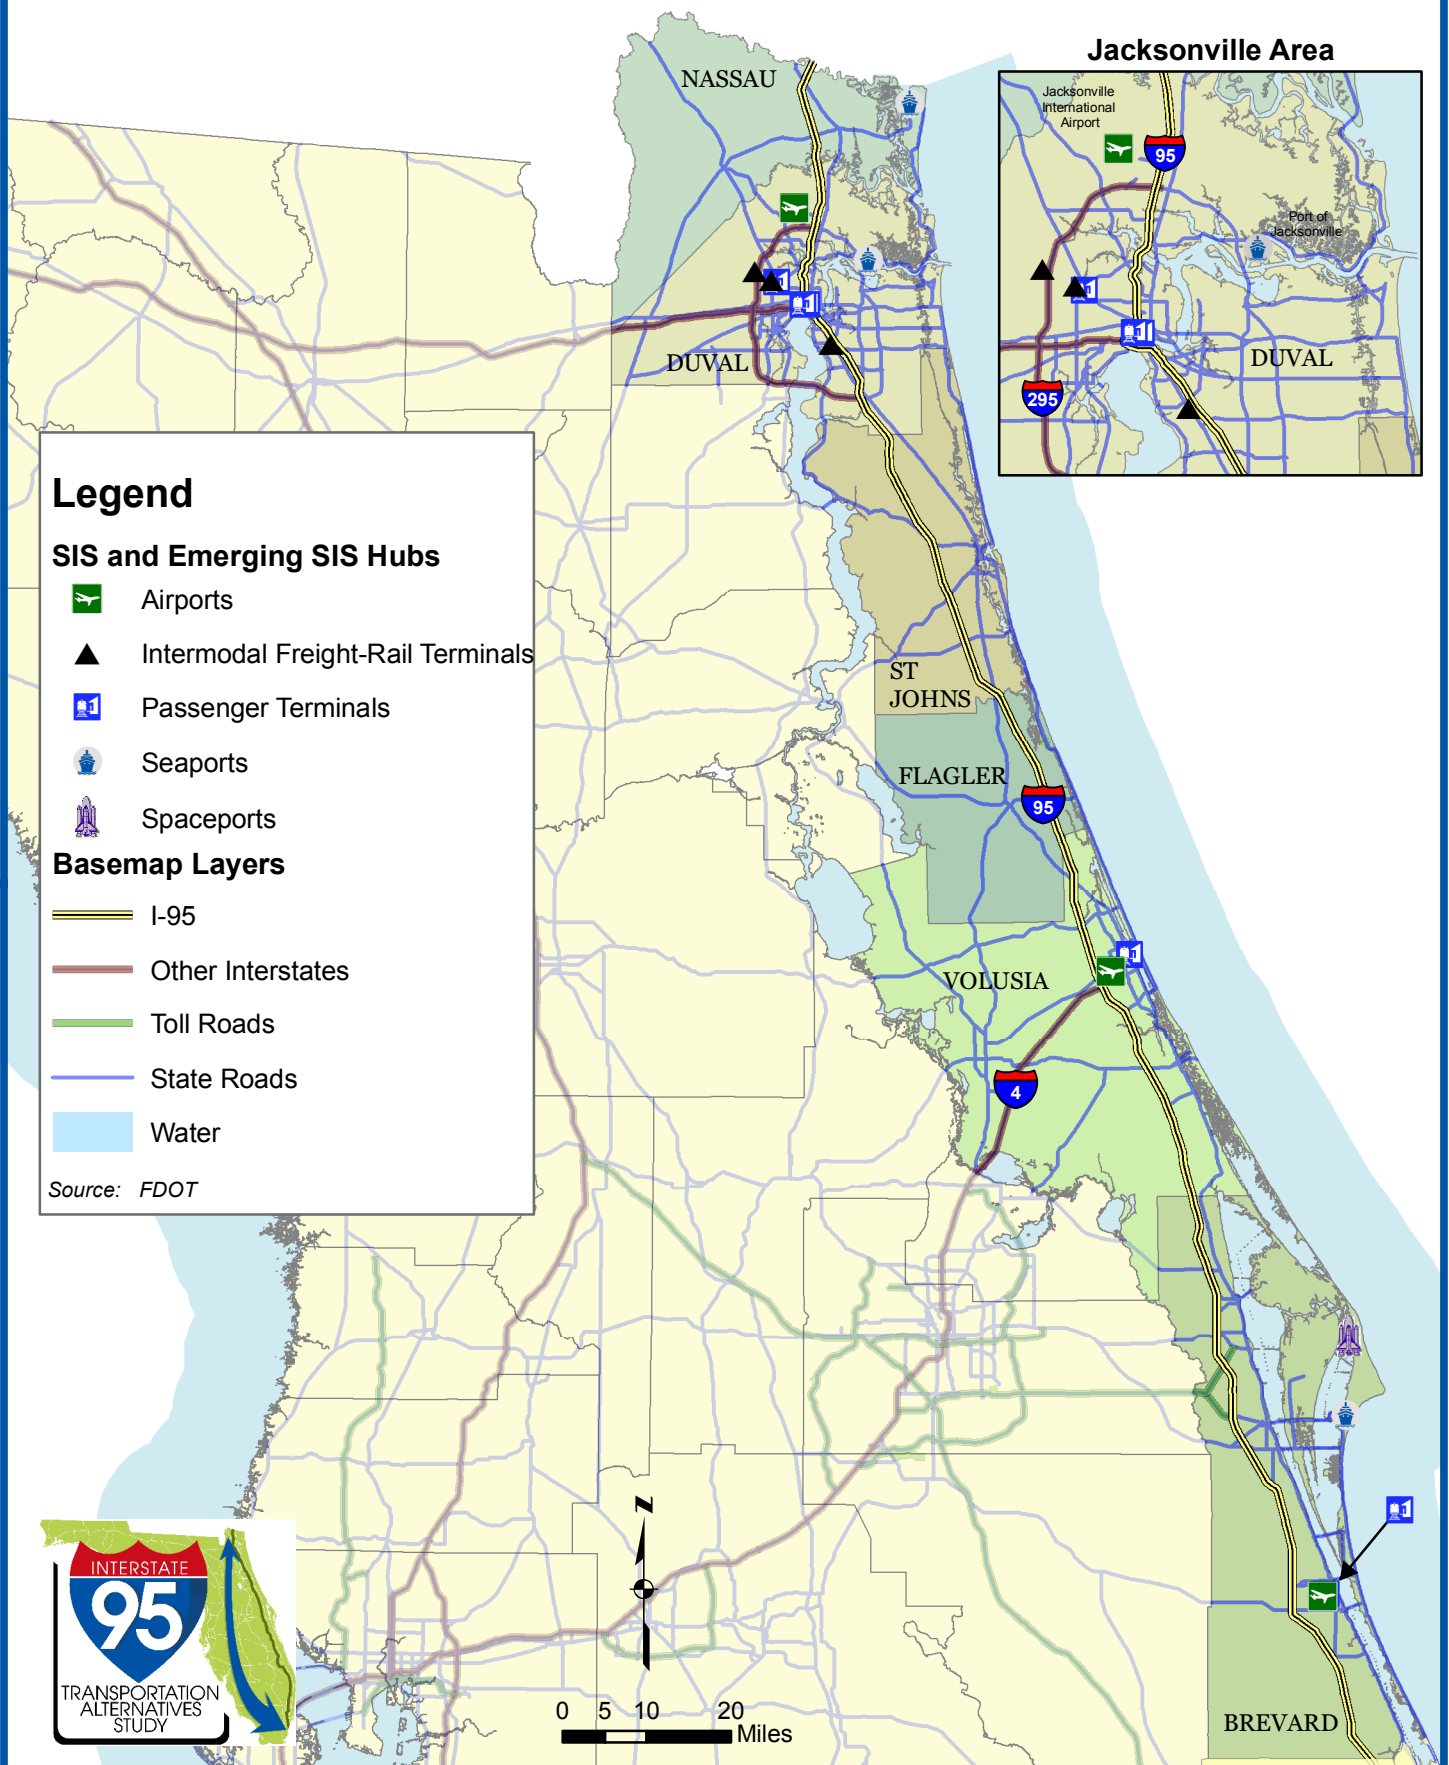 Jacksonville Area
Jacksonville
International
Airport
95
Port of
Jacksonville
DUVAL
295
NASSAU
DUVAL
ST
JOHNS
FLAGLER
95
VOLUSIA
4
BREVARD
Legend
SIS and Emerging SIS Hubs
Airports
Intermodal Freight-Rail Terminals
Passenger Terminals
Seaports
Spaceports
Basemap Layers
I-95
Other Interstates
Toll Roads
State Roads
Water
Source: FDOT
INTERSTATE
95
TRANSPORTATION
ALTERNATIVES
STUDY
N
0 5 10 20
Miles